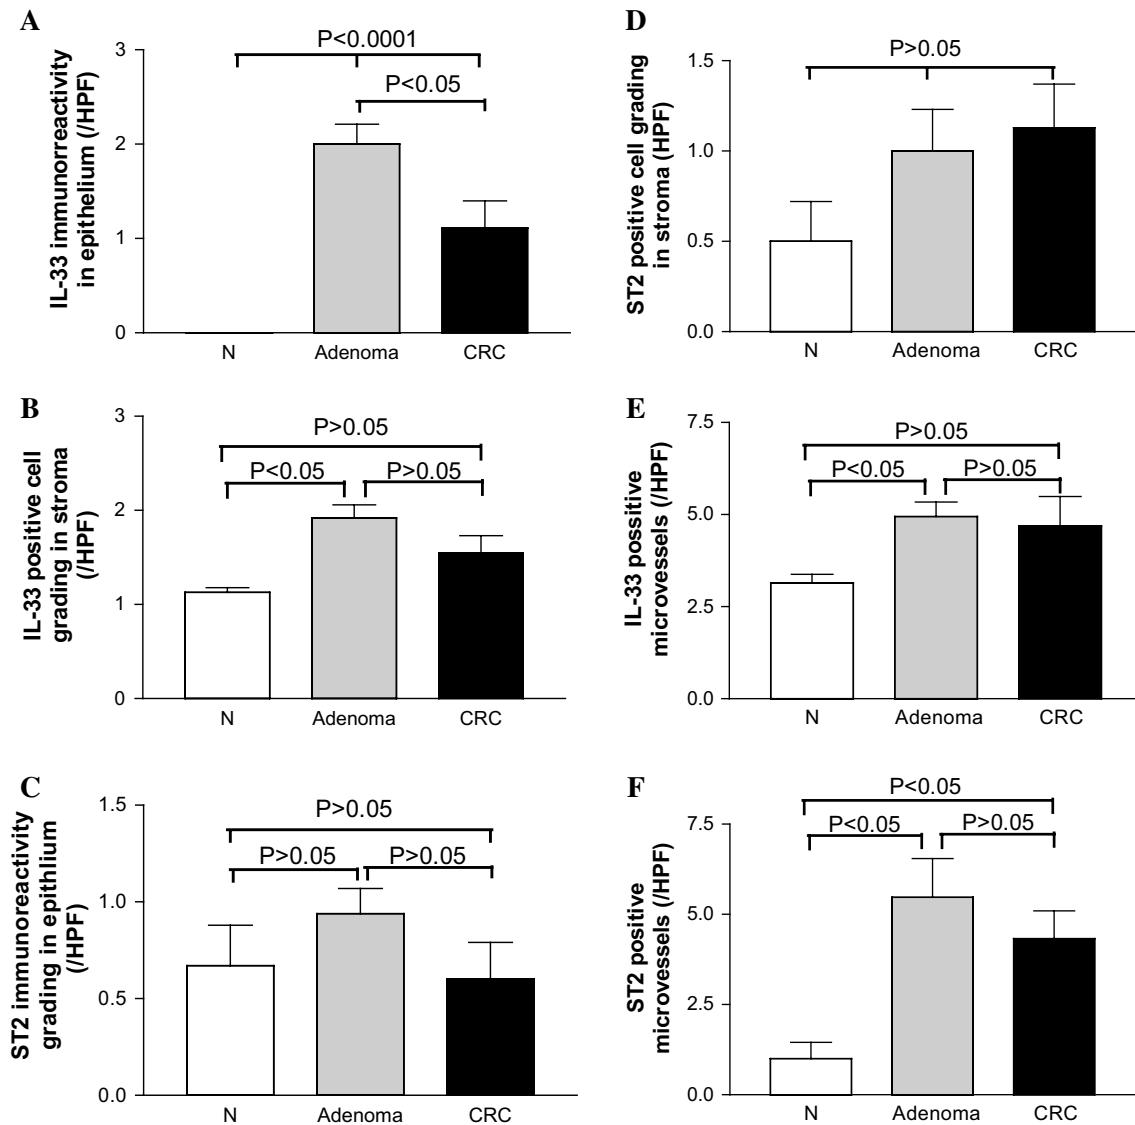 A
IL-33 immunorreactivity
in epithelium (/HPF)
3
2
1
0
P<0.0001
P<0.05
N
Adenoma
CRC
D
ST2 positive cell grading
in stroma (HPF)
1.5
1.0
0.5
0.0
P>0.05
N
Adenoma
CRC
B
IL-33 positive cell
grading in stroma
(/HPF)
3
2
1
0
P>0.05
P<0.05
P>0.05
N
Adenoma
CRC
E
IL-33 possitive
microvessels (/HPF)
7.5
5.0
2.5
0.0
P>0.05
P<0.05
P>0.05
N
Adenoma
CRC
C
ST2 immunoreactivity
grading in epithlium
(/HPF)
1.5
1.0
0.5
0.0
P>0.05
P>0.05
P>0.05
N
Adenoma
CRC
F
ST2 positive
microvessels (/HPF)
7.5
5.0
2.5
0.0
P<0.05
P<0.05
P>0.05
N
Adenoma
CRC